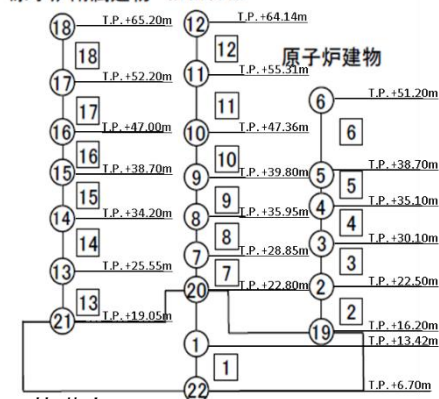 18 T.P.+65.20m 12 T.P.+64.14m
18 12 原子炉建物
17 T.P.+52.20m 11 T.P.+55.31m
6 T.P.+51.20m
17 11
16 T.P.+47.00m 10 T.P.+47.36m 6
16 10
15 T.P.+38.70m 9 T.P.+39.80m 5 T.P.+38.70m
15 9 5
14 T.P.+34.20m 8 T.P.+35.95m 4 T.P.+35.10m
14 8 4
7 T.P.+28.85m 3 T.P.+30.10m
13 T.P.+25.55m 7 3
20 T.P.+22.80m 2 T.P.+22.50m
13 2
21 T.P.+19.05m 19 T.P.+16.20m
1 T.P.+13.42m
1
22 T.P.+6.70m